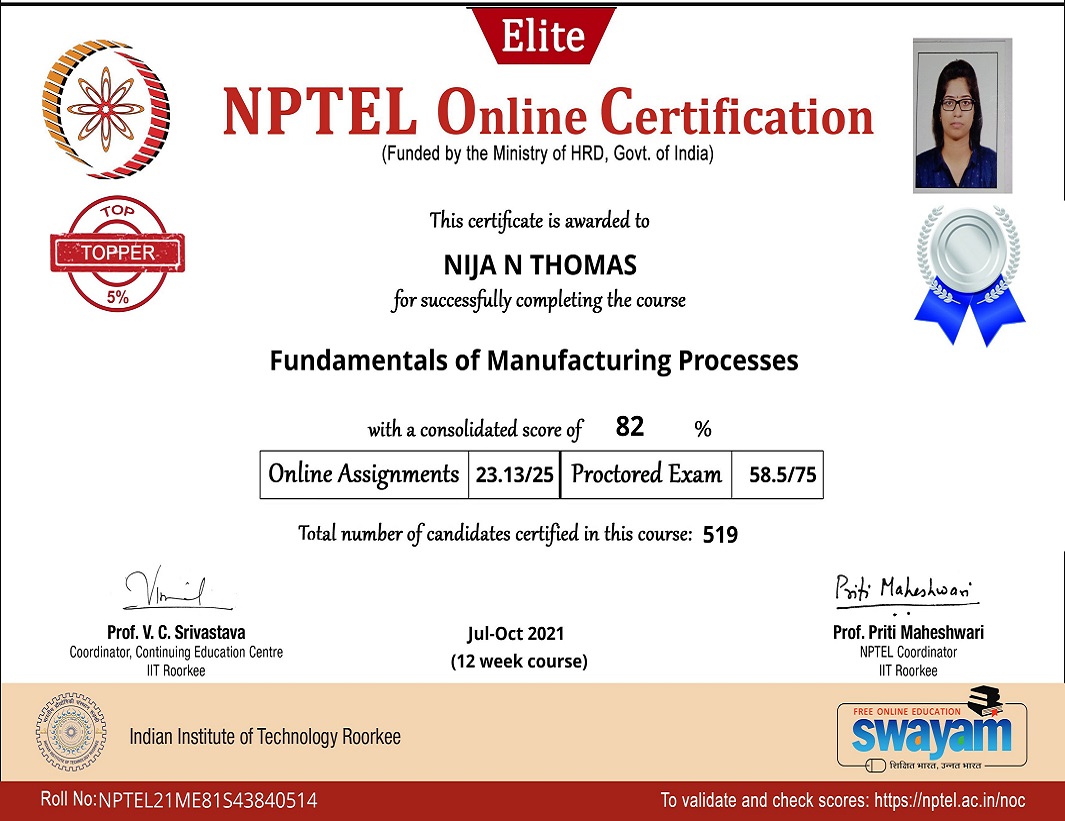 Elite
NPTEL Online Certification
(Funded by the Ministry of HRD, Govt. of India)
TOP
TOPPER
5%
This certificate is awarded to
NIJA N THOMAS
for successfully completing the course
Fundamentals of Manufacturing Processes
with a consolidated score of 82 %
Online Assignments 23.13/25 Proctored Exam 58.5/75
Total number of candidates certified in this course: 519
Priti Maheshwari
Prof. V. C. Srivastava
Coordinator, Continuing Education Centre
IIT Roorkee
Jul-Oct 2021
(12 week course)
Prof. Priti Maheshwari
NPTEL Coordinator
IIT Roorkee
Indian Institute of Technology Roorkee
FREE ONLINE EDUCATION
swayam
शिक्षित भारत, उन्नत भारत
Roll No:NPTEL21ME81S43840514
To validate and check scores: https://nptel.ac.in/noc